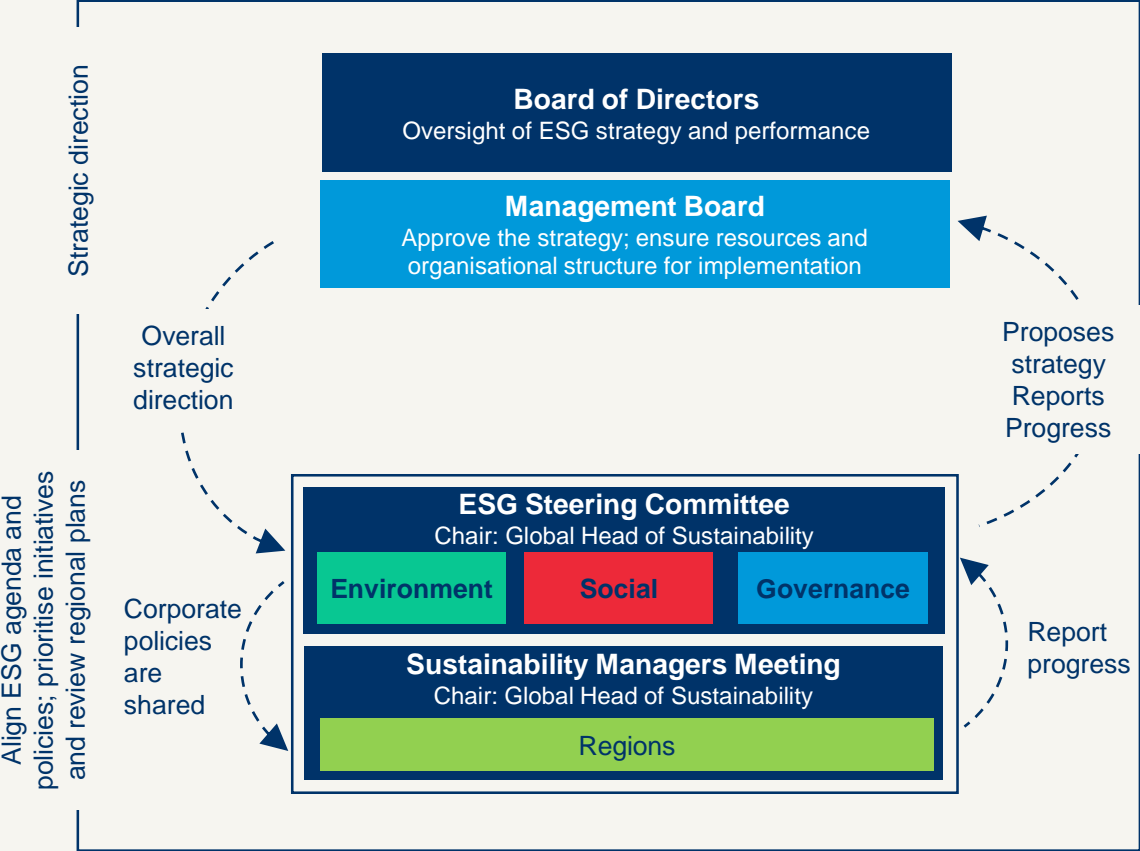 Strategic direction
Board of Directors
Oversight of ESG strategy and performance
Management Board
Approve the strategy; ensure resources and
organisational structure for implementation
Overall
strategic
direction
Proposes
strategy
Reports
Progress
Align ESG agenda and
policies; prioritise initiatives
and review regional plans
ESG Steering Committee
Chair: Global Head of Sustainability
Environment
Social
Governance
Corporate
policies
are
shared
Report
progress
Sustainability Managers Meeting
Chair: Global Head of Sustainability
Regions